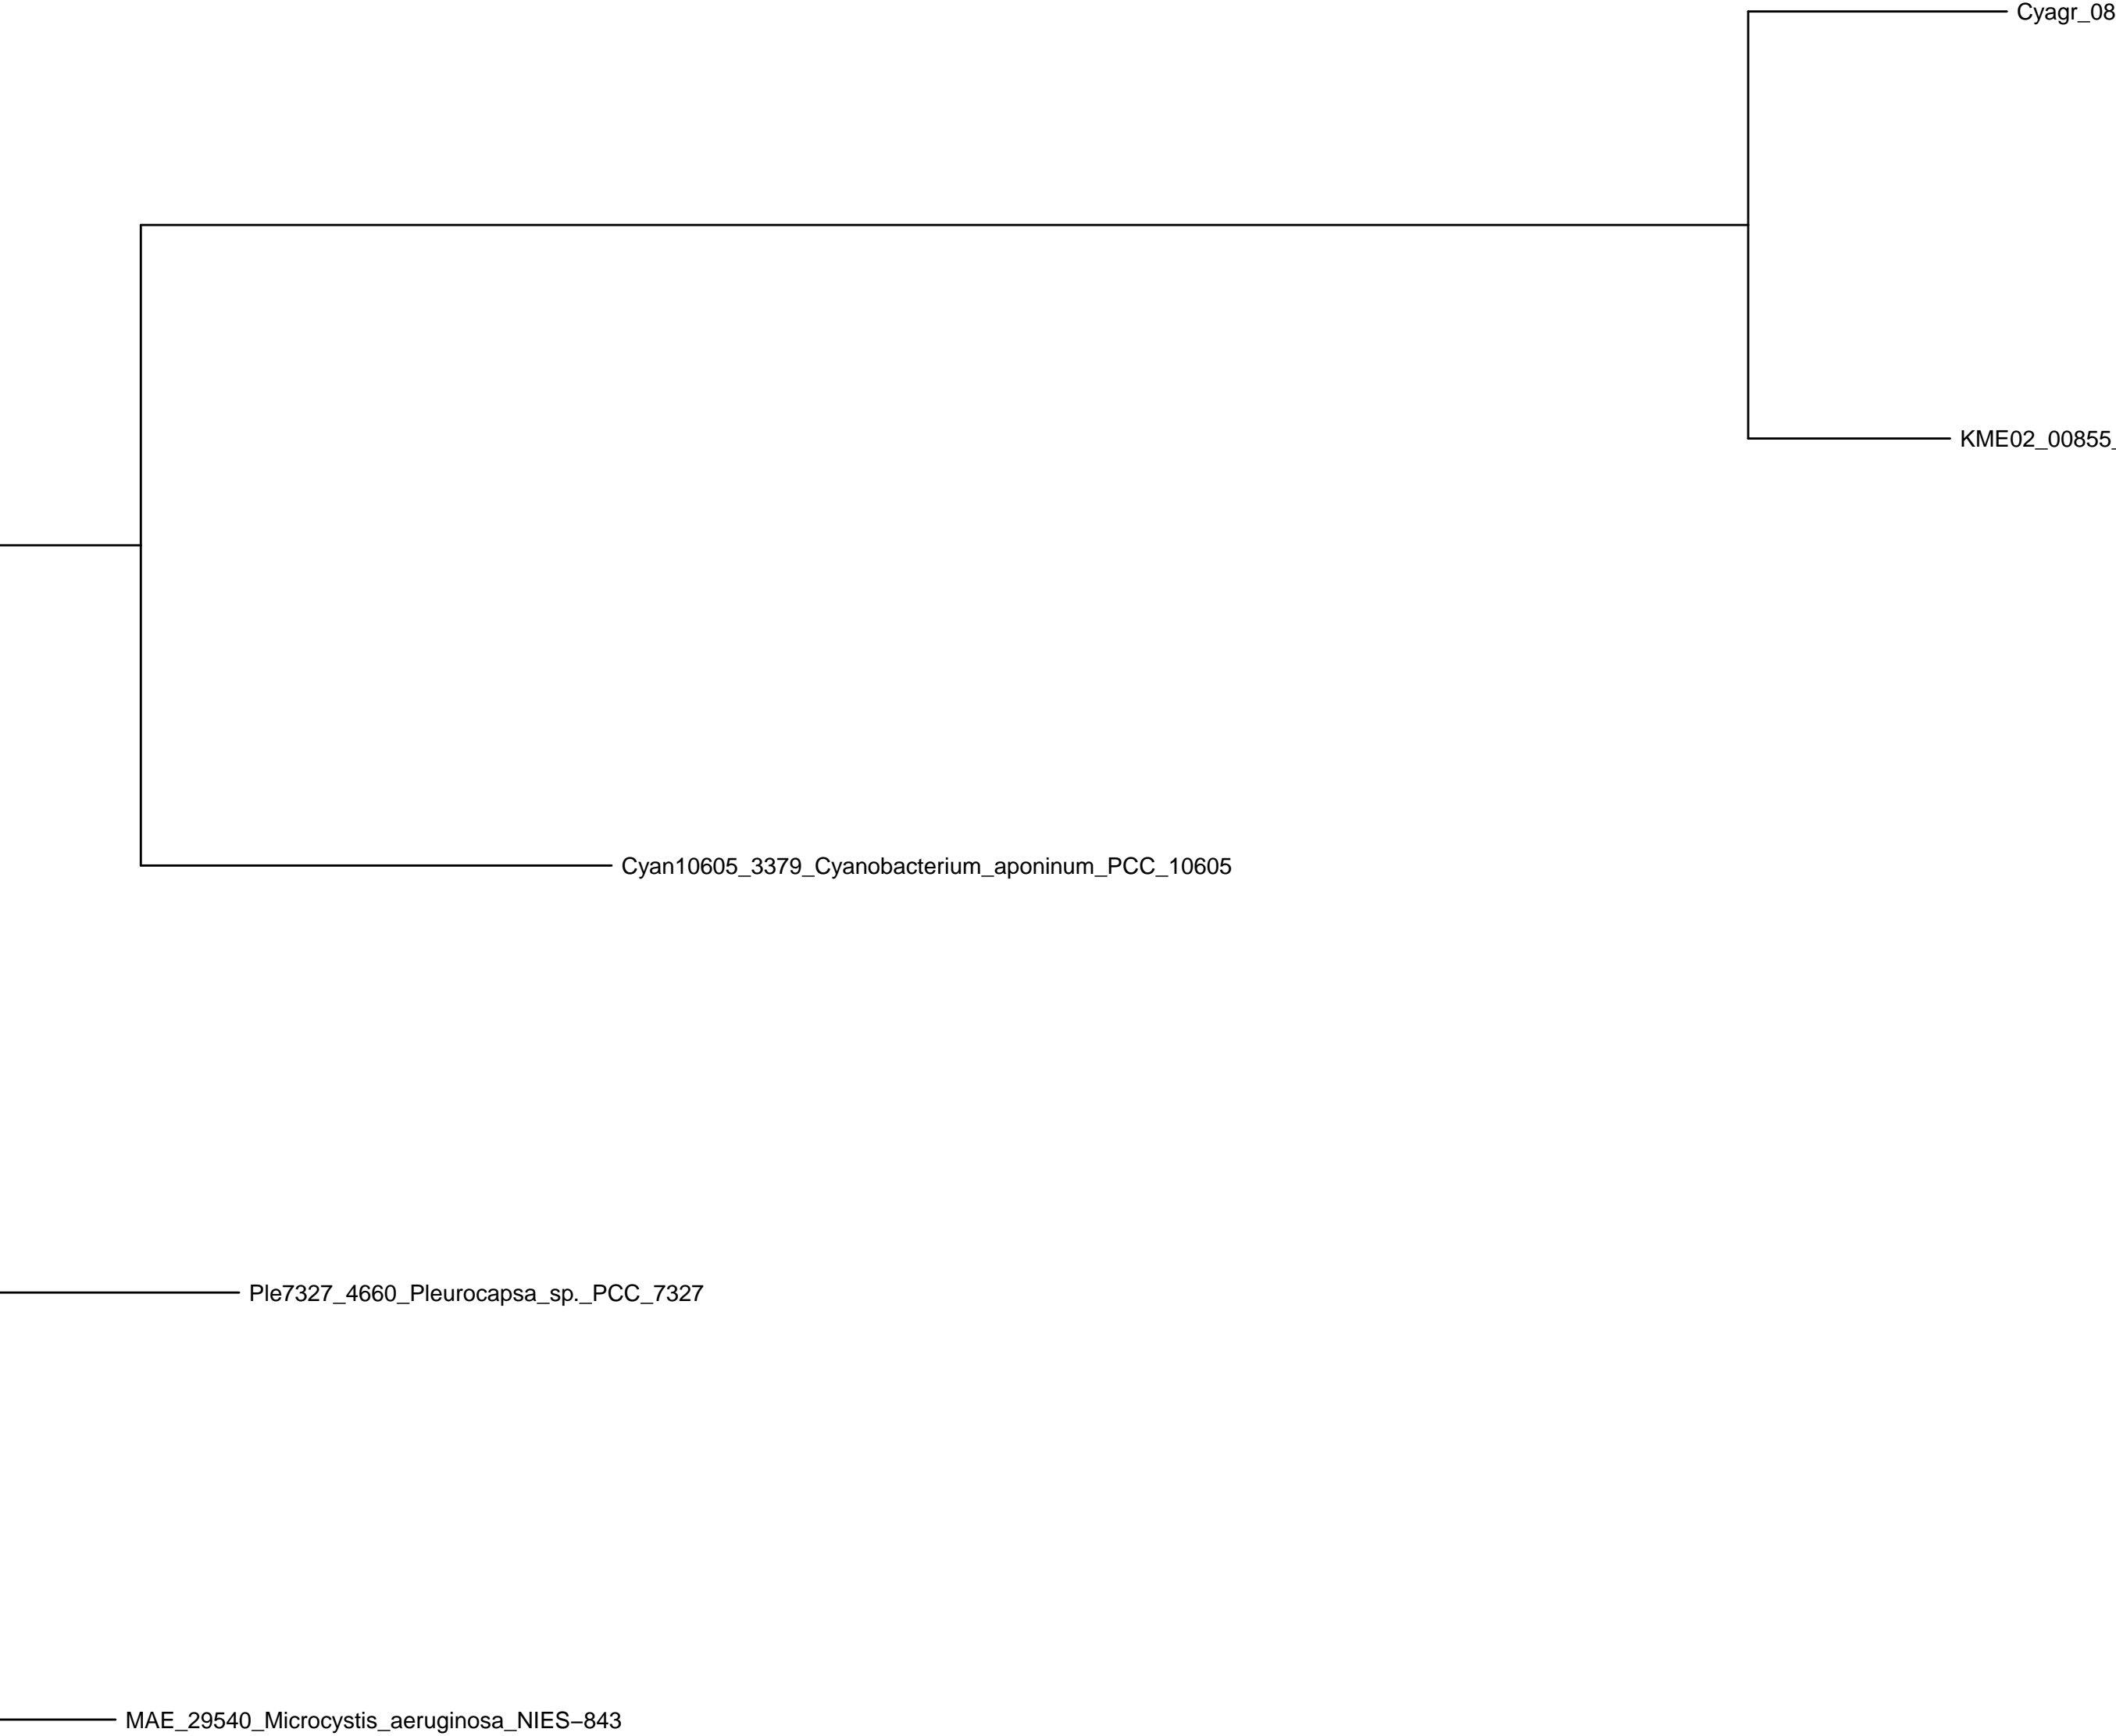 Cyagr_08
KME02_00855_
Cyan10605_3379_Cyanobacterium_aponinum_PCC_10605
Ple7327_4660_Pleurocapsa_sp._PCC_7327
MAE_29540_Microcystis_aeruginosa_NIES−843